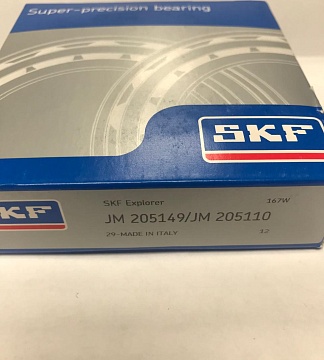 Super-precision bearing
SKF
SKF
SKF Explorer
167W
JM 205149/JM 205110
29-MADE IN ITALY
12